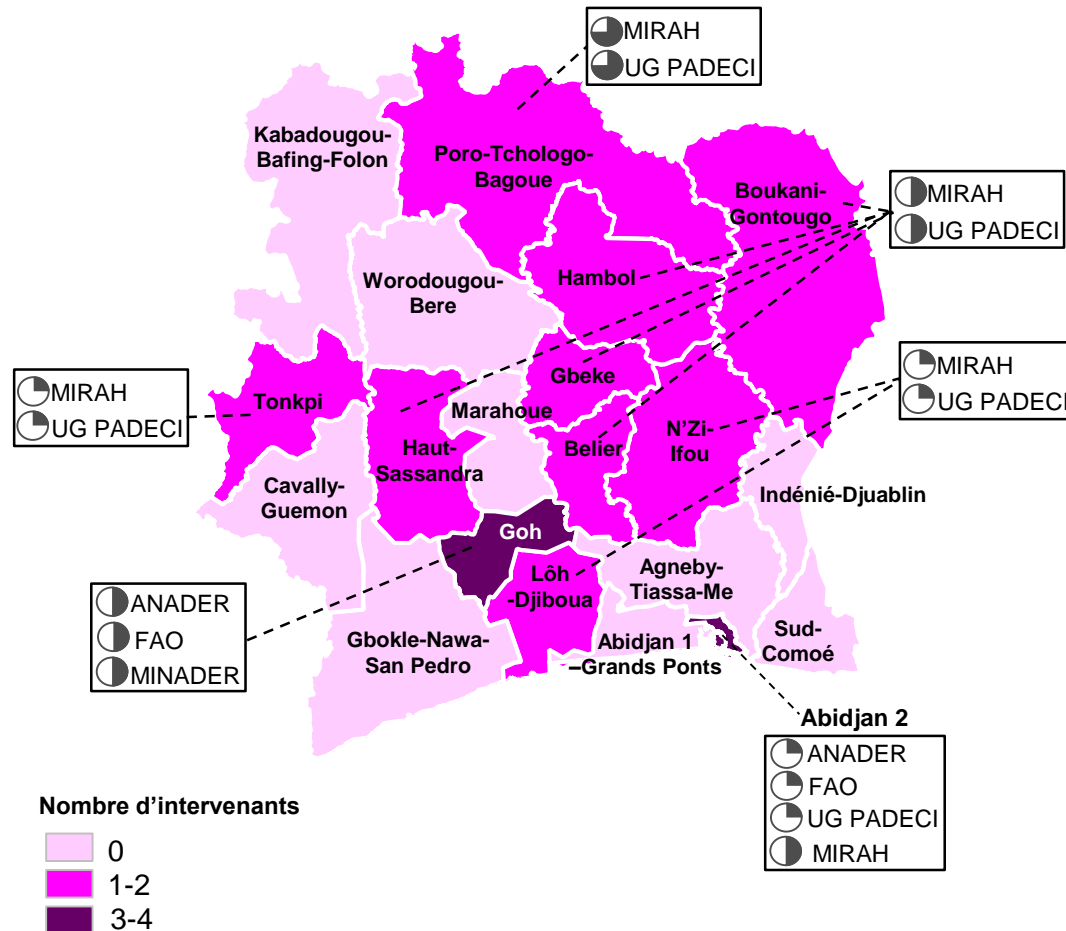 MIRAH
UG PADECI
Kabadougou-
Bafing-Folon
Poro-Tchologo-
Bagoue
Boukani-
Gontougo
MIRAH
UG PADECI
Hambol
Worodougou-
Bere
MIRAH
UG PADECI
Gbeke
MIRAH
UG PADECI
Tonkpi
Marahoue
Haut-
Sassandra
Belier
N'Zi-
Ifou
Cavally-
Guemon
Indénié-Djuablin
Goh
Lôh
-Djiboua
Agneby-
Tiassa-Me
ANADER
FAO
MINADER
Gbokle-Nawa-
San Pedro
Abidjan 1
–Grands Ponts
Sud-
Comoé
Abidjan 2
ANADER
FAO
UG PADECI
MIRAH
Nombre d'intervenants
0
1-2
3-4